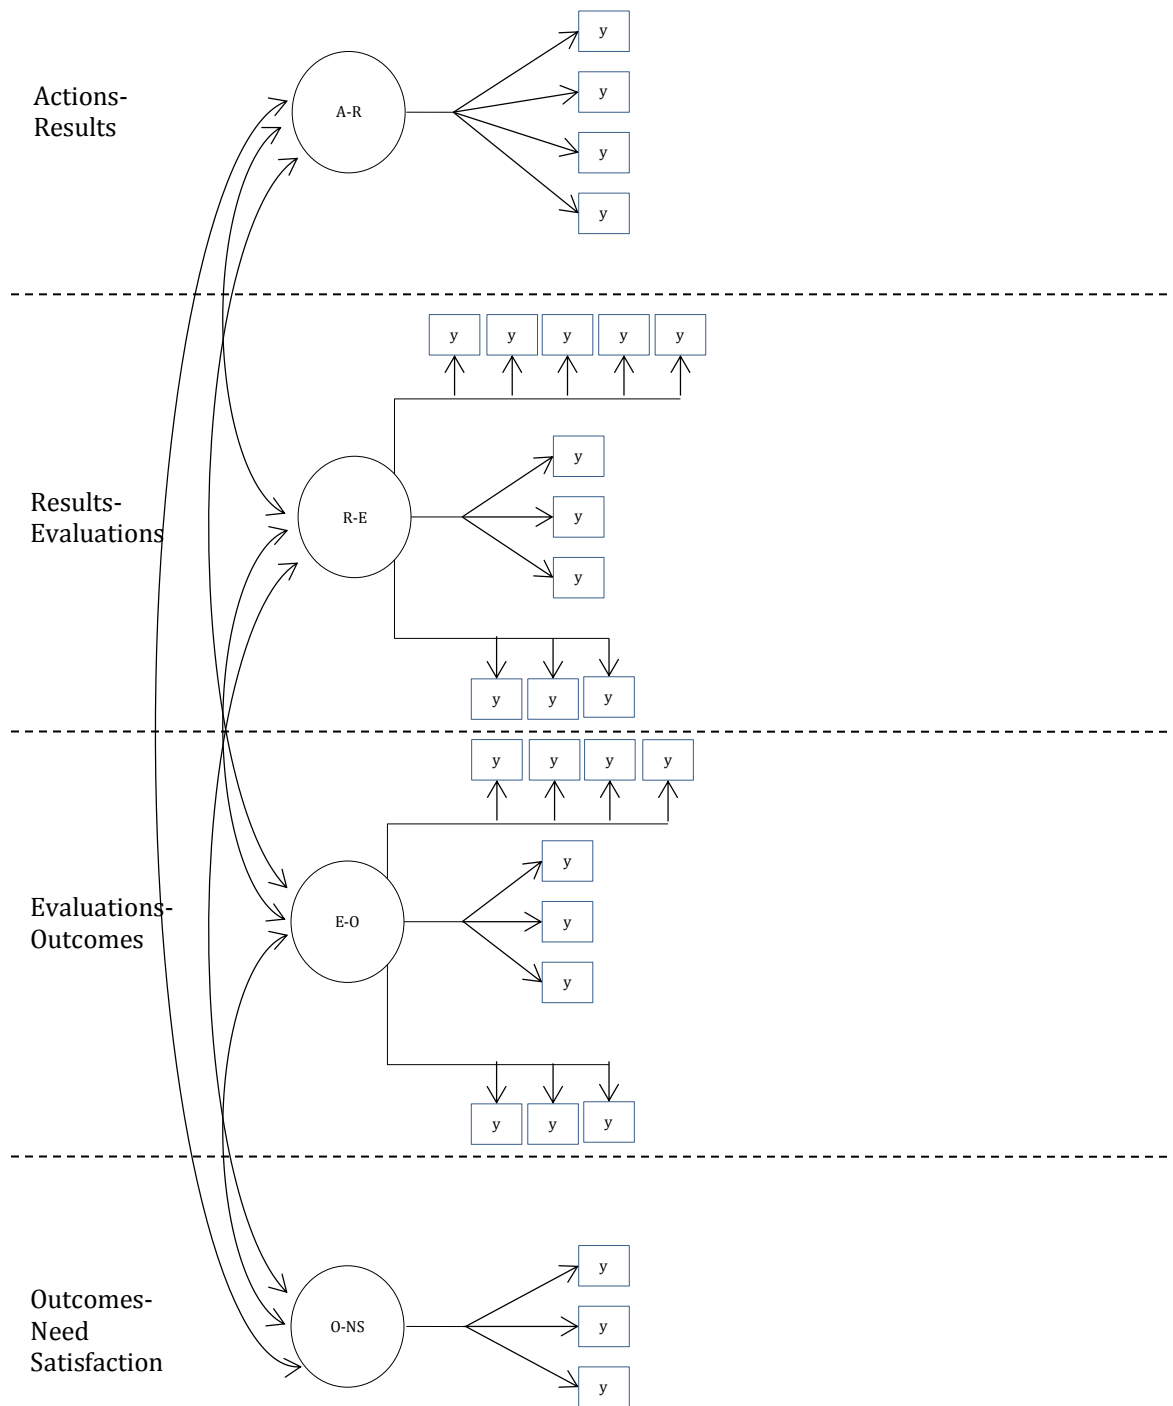 y
y
Actions-
Results
A-R
y
y
y y y y y
y
Results-
Evaluations
R-E
y
y
y y y
y y y y
y
Evaluations-
Outcomes
E-O
y
y
y y y
y
Outcomes-
Need
Satisfaction
O-NS
y
y